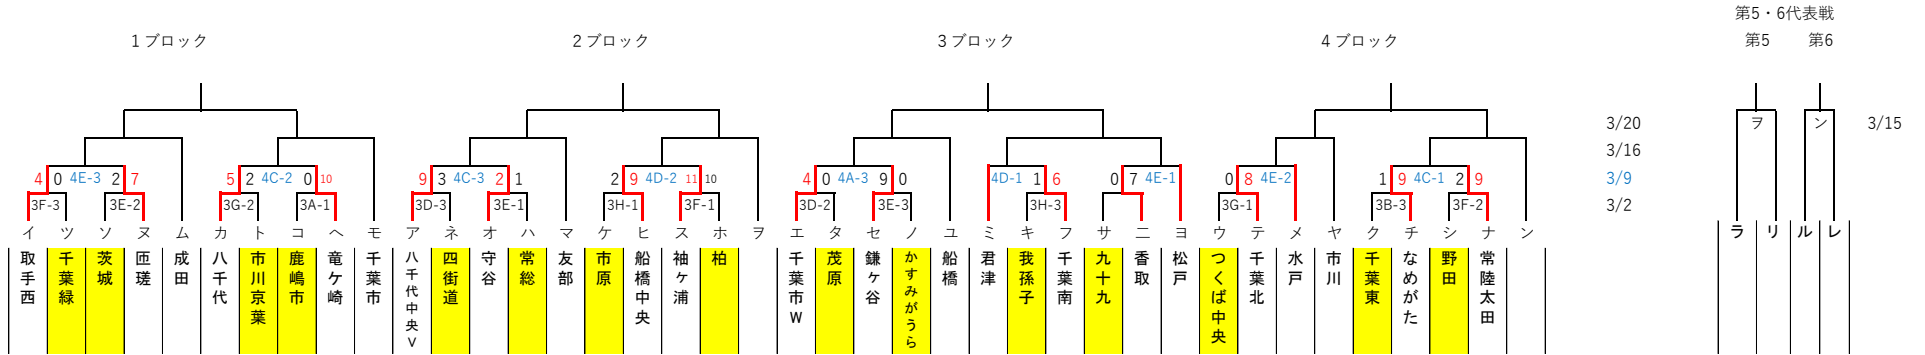 第5・6代表戦
1 ブロック 2 ブロック 3 ブロック 4 ブロック 第5 第6
3/20 ヲ ン 3/15
3/16
4 0 4E-3 2 7 5 2 4C-2 0 10 9 3 4C-3 2 1 2 9 4D-2 11 10 4 0 4A-3 9 0 4D-1 1 6 0 7 4E-1 0 8 4E-2 1 9 4C-1 2 9 3/9
3F-3 3E-2 3G-2 3A-1 3D-3 3E-1 3H-1 3F-1 3D-2 3E-3 3H-3 3G-1 3B-3 3F-2 3/2
イ ツ ソ ヌ ム カ ト コ ヘ モ ア ネ オ ハ マ ケ ヒ ス ホ ヲ エ タ セ ノ ユ ミ キ フ サ ニ ヨ ウ テ メ ヤ ク チ シ ナ ン ラ リ ル レ
取手西
千葉緑
茨城
匝瑳
成田
八千代
市川京葉
鹿嶋市
竜ケ崎
千葉市
八千代中央V
四街道
守谷
常総
友部
市原
船橋中央
袖ヶ浦
柏
千葉市W
茂原
鎌ヶ谷
かすみがうら
船橋
君津
我孫子
千葉南
九十九
香取
松戸
つくば中央
千葉北
水戸
市川
千葉東
なめがた
野田
常陸太田